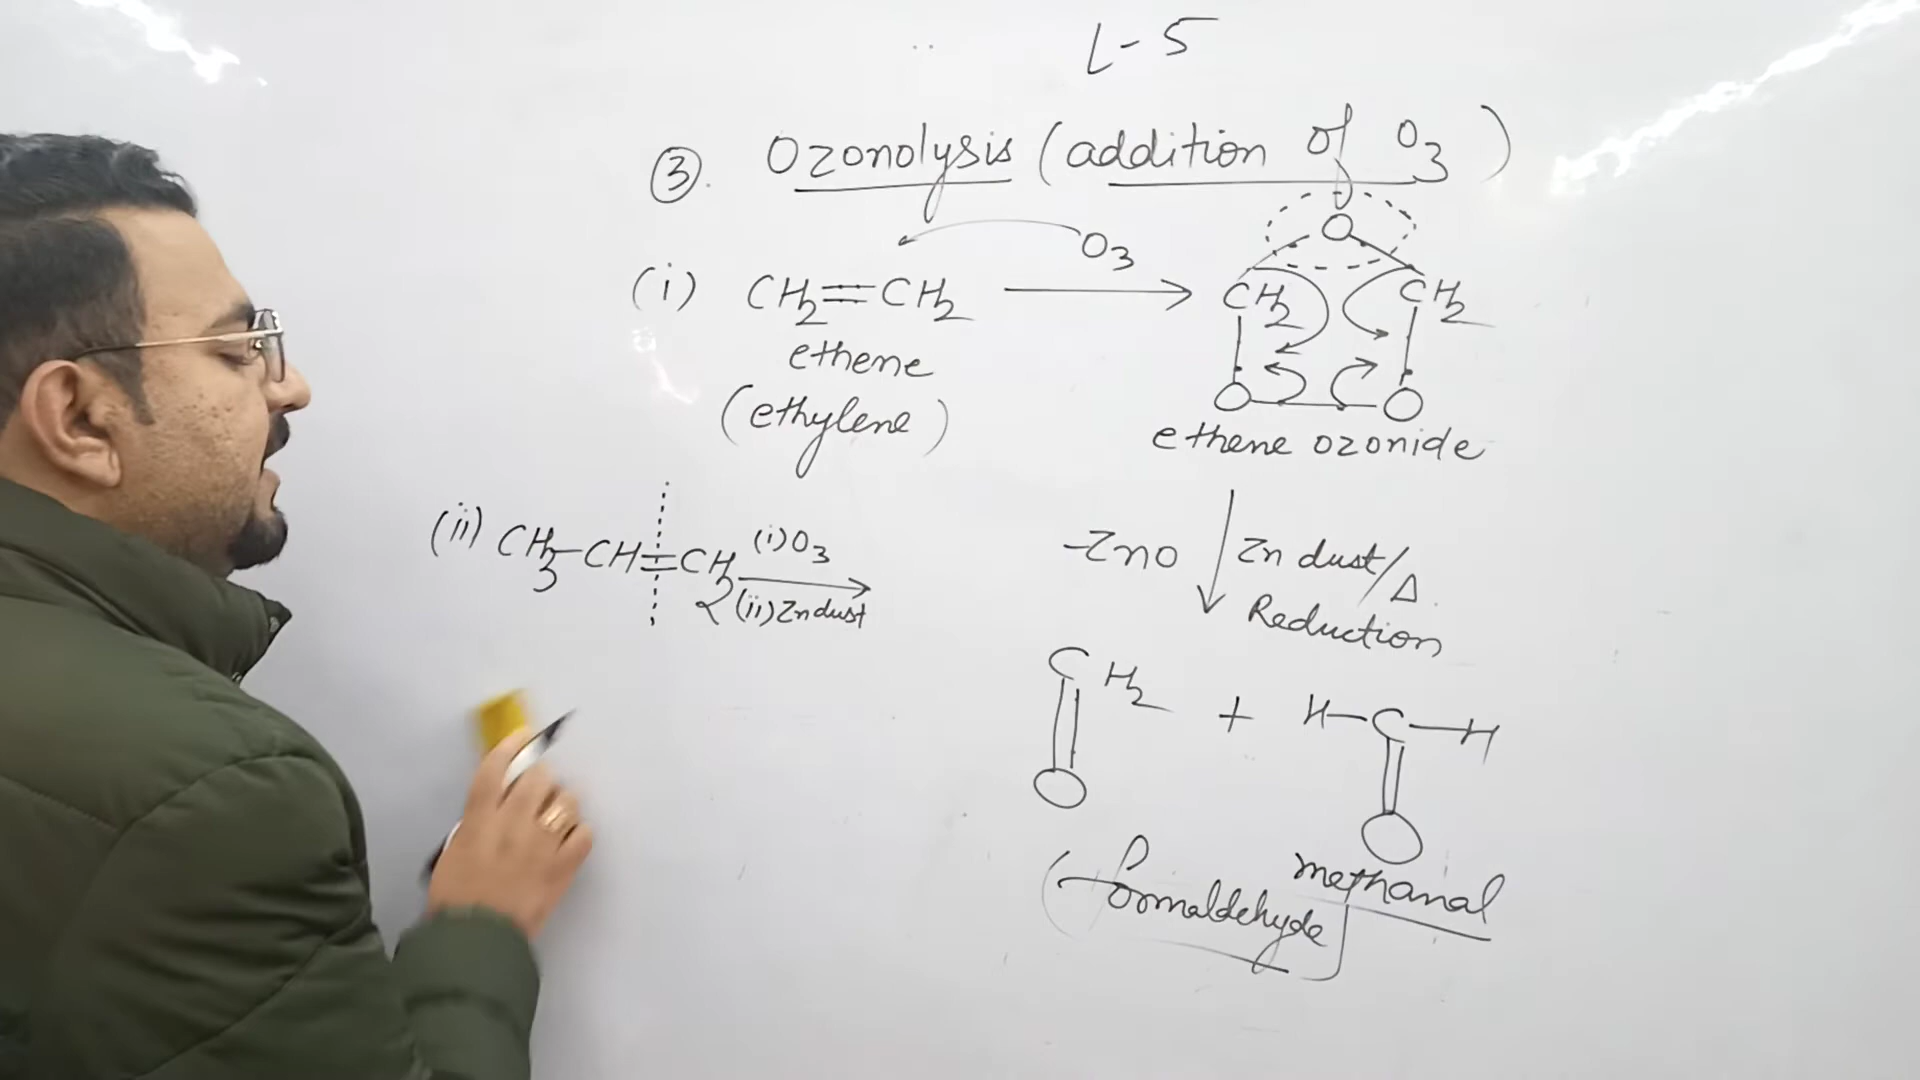 L-5
③. Ozonolysis (addition of O3)
(i) CH2=CH2 O3
ethene
(ethylene)
O
CH2 CH2
O O
ethene ozonide
(ii) CH3-CH=CH2 (i) O3
(ii) Zn dust
-ZnO Zn dust/Δ
Reduction
CH2 + H-C-H
O O
methanal
(formaldehyde)